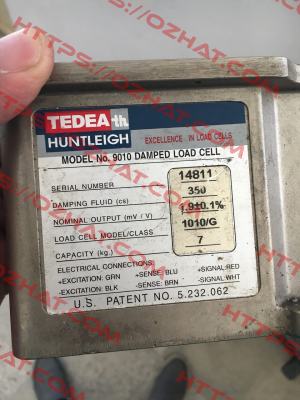 TEDEA-th
HUNTLEIGH
EXCELLENCE IN LOAD CELLS
MODEL No. 9010 DAMPED LOAD CELL
SERIAL NUMBER 14811
DAMPING FLUID (cs) 350
NOMINAL OUTPUT (mV / V) 1.9±0.1%
LOAD CELL MODEL/CLASS 1010/G
CAPACITY (kg) 7
ELECTRICAL CONNECTIONS:
+EXCITATION: GRN +SENSE: BLU +SIGNAL:RED
-EXCITATION: BLK -SENSE: BRN -SIGNAL:WHT
U.S. PATENT NO. 5.232.062
HTTPS://OZHAT.COM